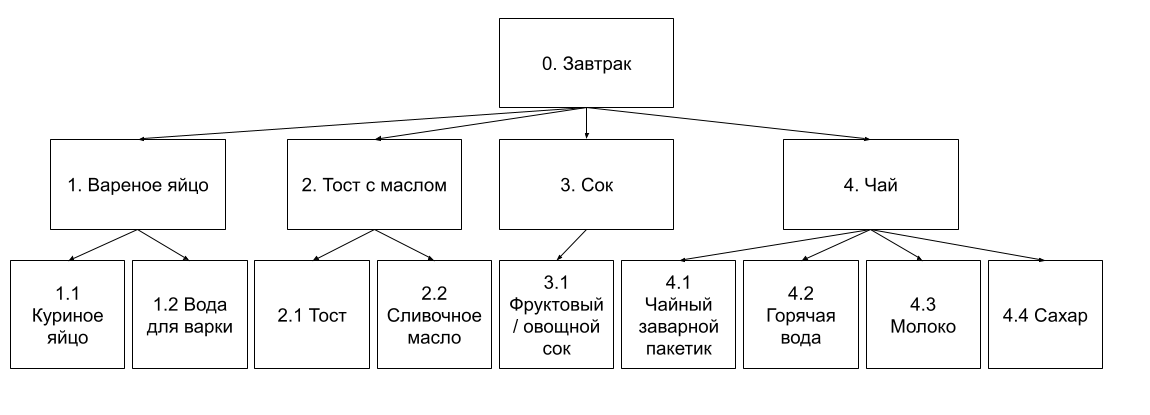 0. Завтрак
1. Вареное яйцо
2. Тост с маслом
3. Сок
4. Чай
1.1
Куриное
яйцо
1.2 Вода
для варки
2.1 Тост
2.2
Сливочное
масло
3.1
Фруктовый
/ овощной
сок
4.1
Чайный
заварной
пакетик
4.2
Горячая
вода
4.3
Молоко
4.4 Сахар